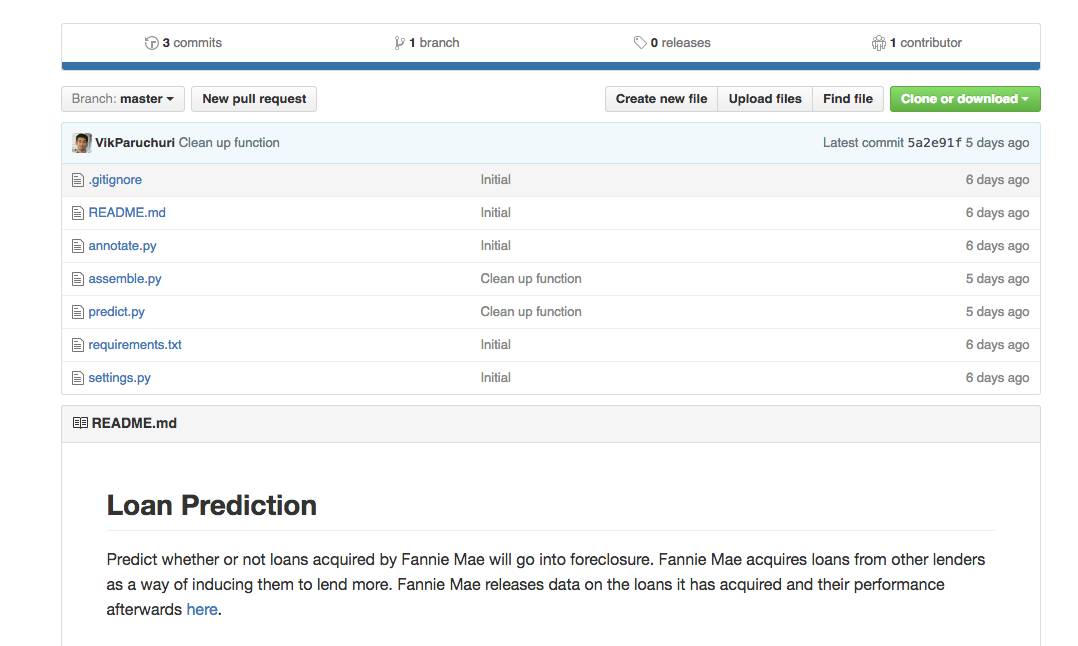 3 commits 1 branch 0 releases 1 contributor
Branch: master New pull request Create new file Upload files Find file Clone or download
VikParuchuri Clean up function Latest commit 5a2e91f 5 days ago
.gitignore Initial 6 days ago
README.md Initial 6 days ago
annotate.py Initial 6 days ago
assemble.py Clean up function 5 days ago
predict.py Clean up function 5 days ago
requirements.txt Initial 6 days ago
settings.py Initial 6 days ago
README.md
Loan Prediction
Predict whether or not loans acquired by Fannie Mae will go into foreclosure. Fannie Mae acquires loans from other lenders
as a way of inducing them to lend more. Fannie Mae releases data on the loans it has acquired and their performance
afterwards here.